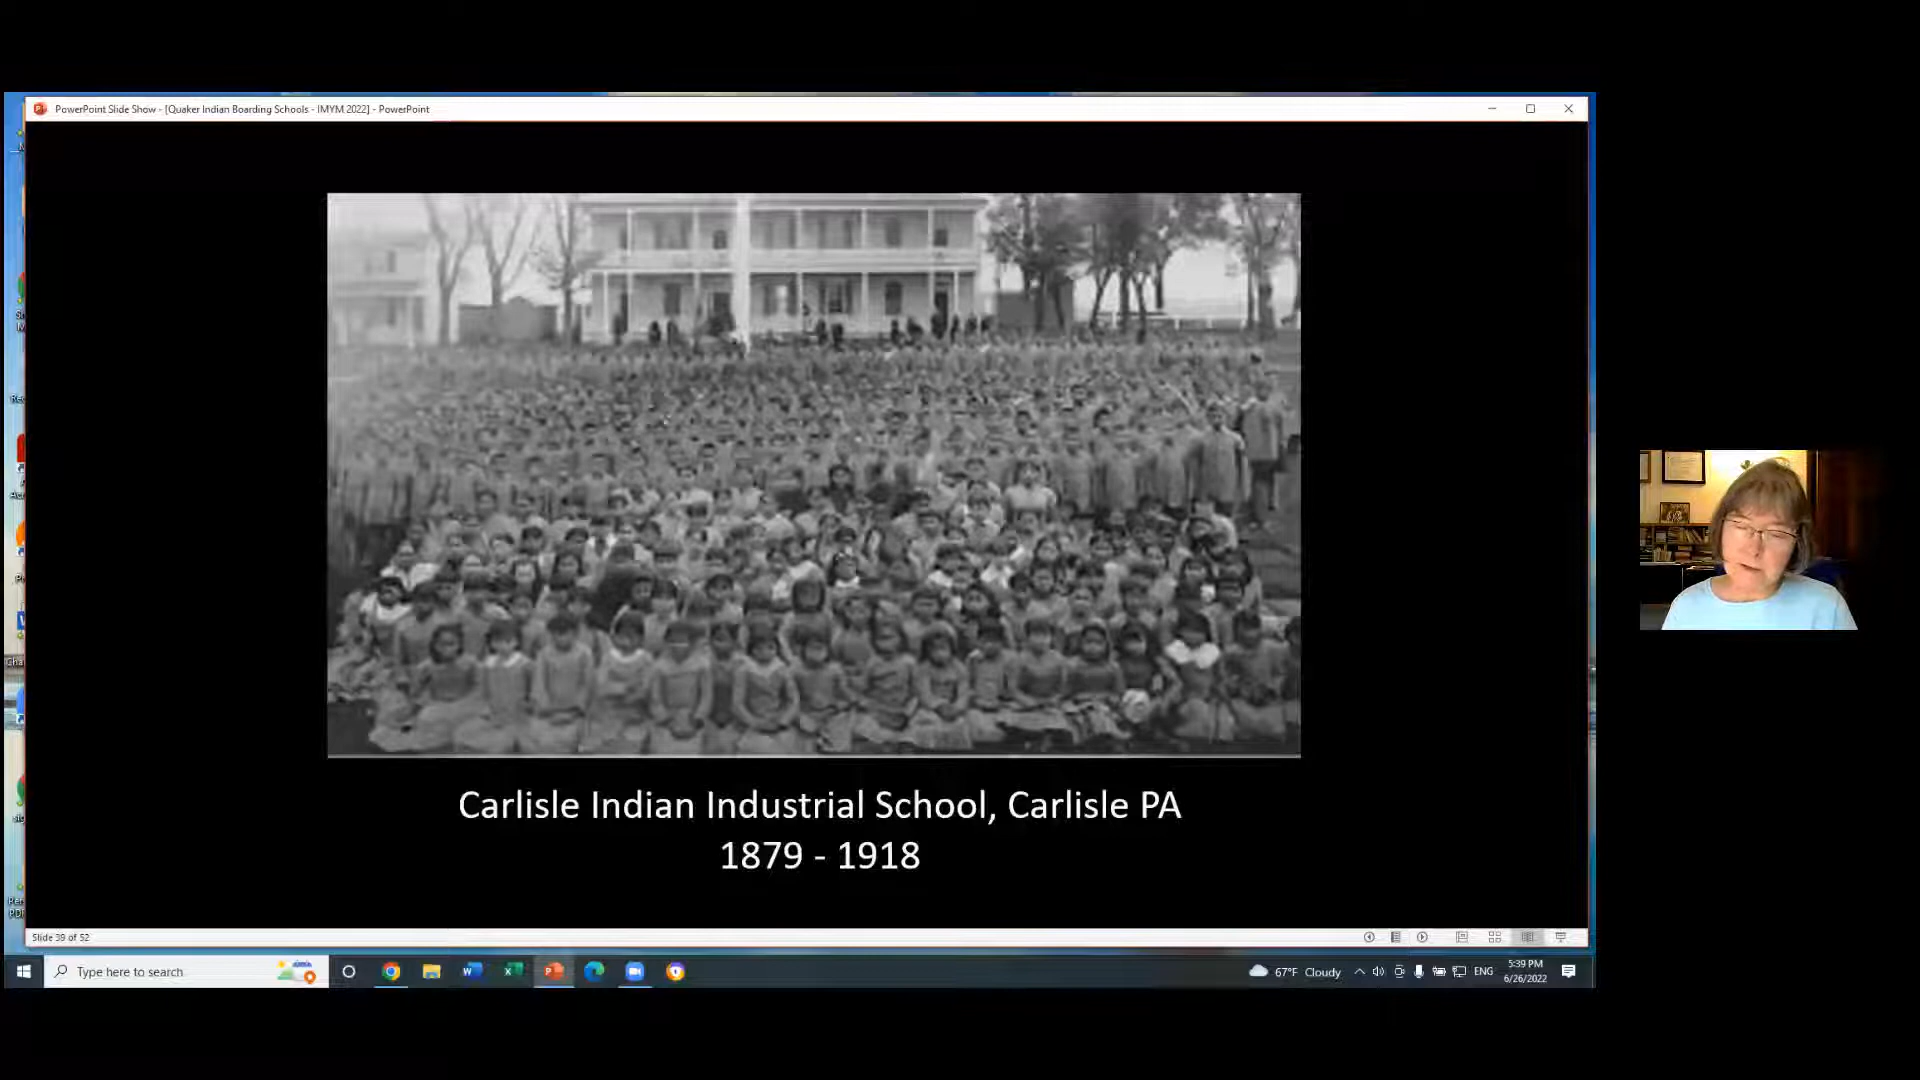 PowerPoint Slide Show - [Quaker Indian Boarding Schools - IMYM 2022] - PowerPoint
Carlisle Indian Industrial School, Carlisle PA
1879 - 1918
Slide 39 of 52
Type here to search
67°F Cloudy
ENG
5:39 PM
6/26/2022